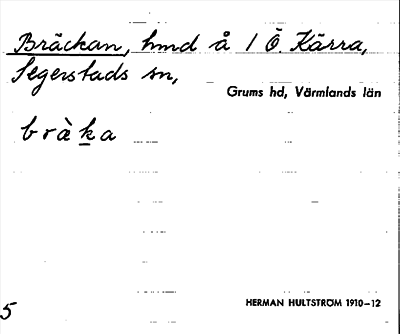 Bräckan, hmd å 1 Ö. Kärra,
Segerstads sn,
Grums hd, Värmlands län
bràka
5
HERMAN HULTSTRÖM 1910–12